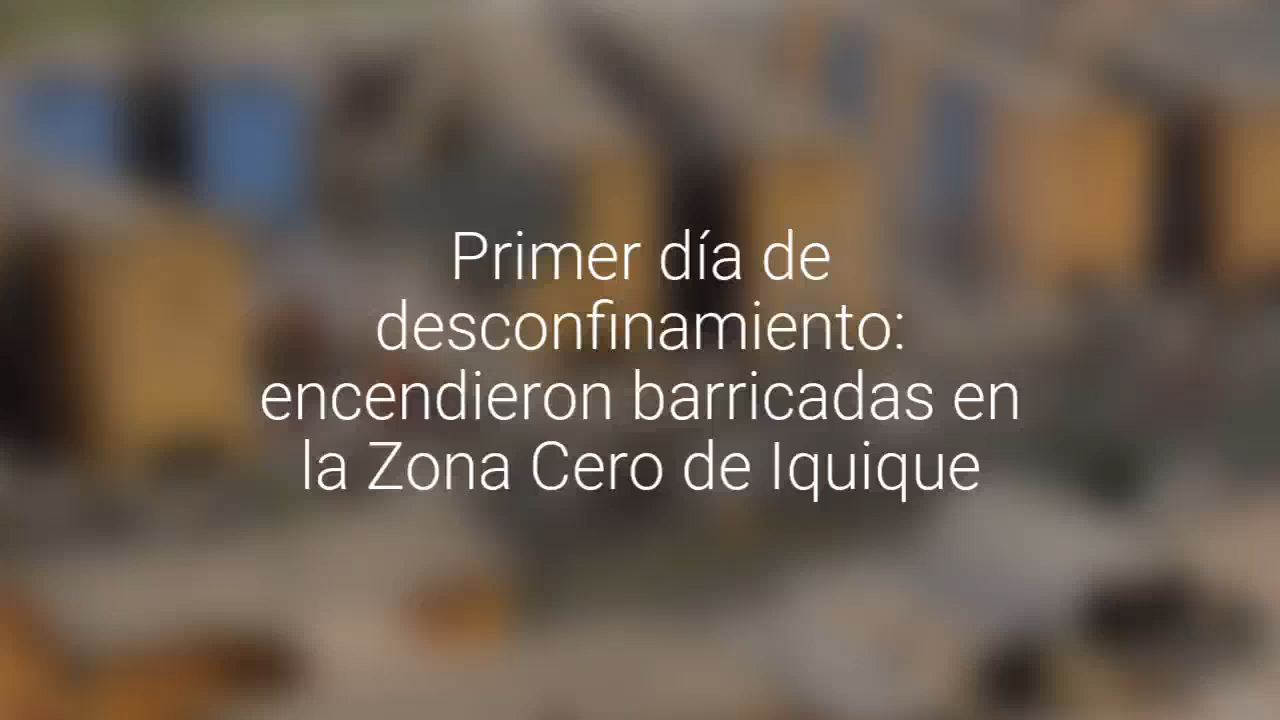 Primer día de
desconfinamiento:
encendieron barricadas en
la Zona Cero de Iquique